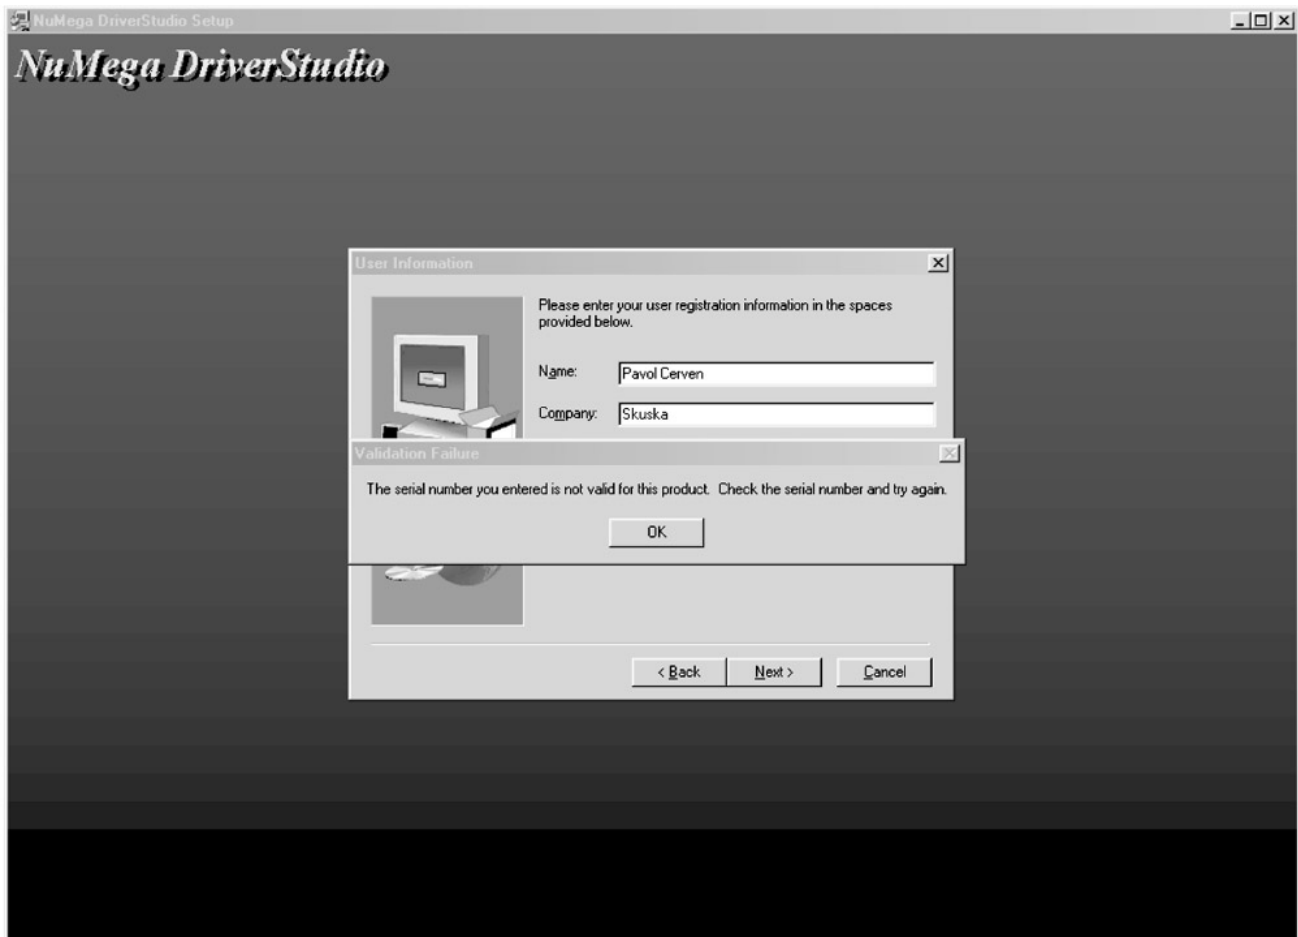 NuMega DriverStudio Setup
NuMega DriverStudio
User Information
Please enter your user registration information in the spaces
provided below.
Name: Pavol Cerven
Company: Skuska
Validation Failure
The serial number you entered is not valid for this product. Check the serial number and try again.
OK
< Back Next > Cancel